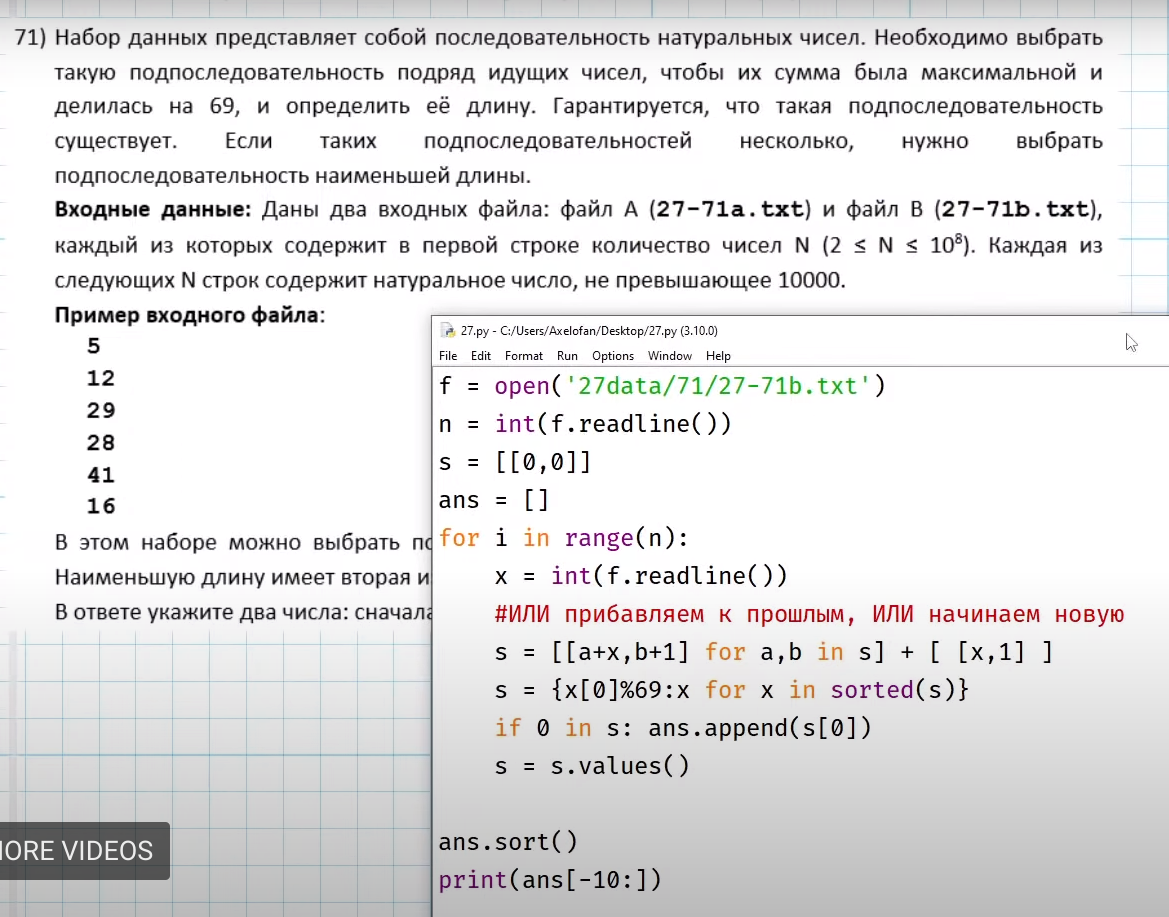 71) Набор данных представляет собой последовательность натуральных чисел. Необходимо выбрать
такую подпоследовательность подряд идущих чисел, чтобы их сумма была максимальной и
делилась на 69, и определить её длину. Гарантируется, что такая подпоследовательность
существует. Если таких подпоследовательностей несколько, нужно выбрать
подпоследовательность наименьшей длины.
Входные данные: Даны два входных файла: файл A (27-71a.txt) и файл B (27-71b.txt),
каждый из которых содержит в первой строке количество чисел N (2 ≤ N ≤ 10⁸). Каждая из
следующих N строк содержит натуральное число, не превышающее 10000.
Пример входного файла:
5
12
29
28
41
16
В этом наборе можно выбрать
Наименьшую длину имеет вторая
В ответе укажите два числа: сначала
27.py - C:/Users/Axelofan/Desktop/27.py (3.10.0)
File Edit Format Run Options Window Help
f = open('27data/71/27-71b.txt')
n = int(f.readline())
s = [[0,0]]
ans = []
for i in range(n):
    x = int(f.readline())
    #ИЛИ прибавляем к прошлым, ИЛИ начинаем новую
    s = [[a+x,b+1] for a,b in s] + [ [x,1] ]
    s = {x[0]%69:x for x in sorted(s)}
    if 0 in s: ans.append(s[0])
    s = s.values()
ans.sort()
print(ans[-10:])
MORE VIDEOS